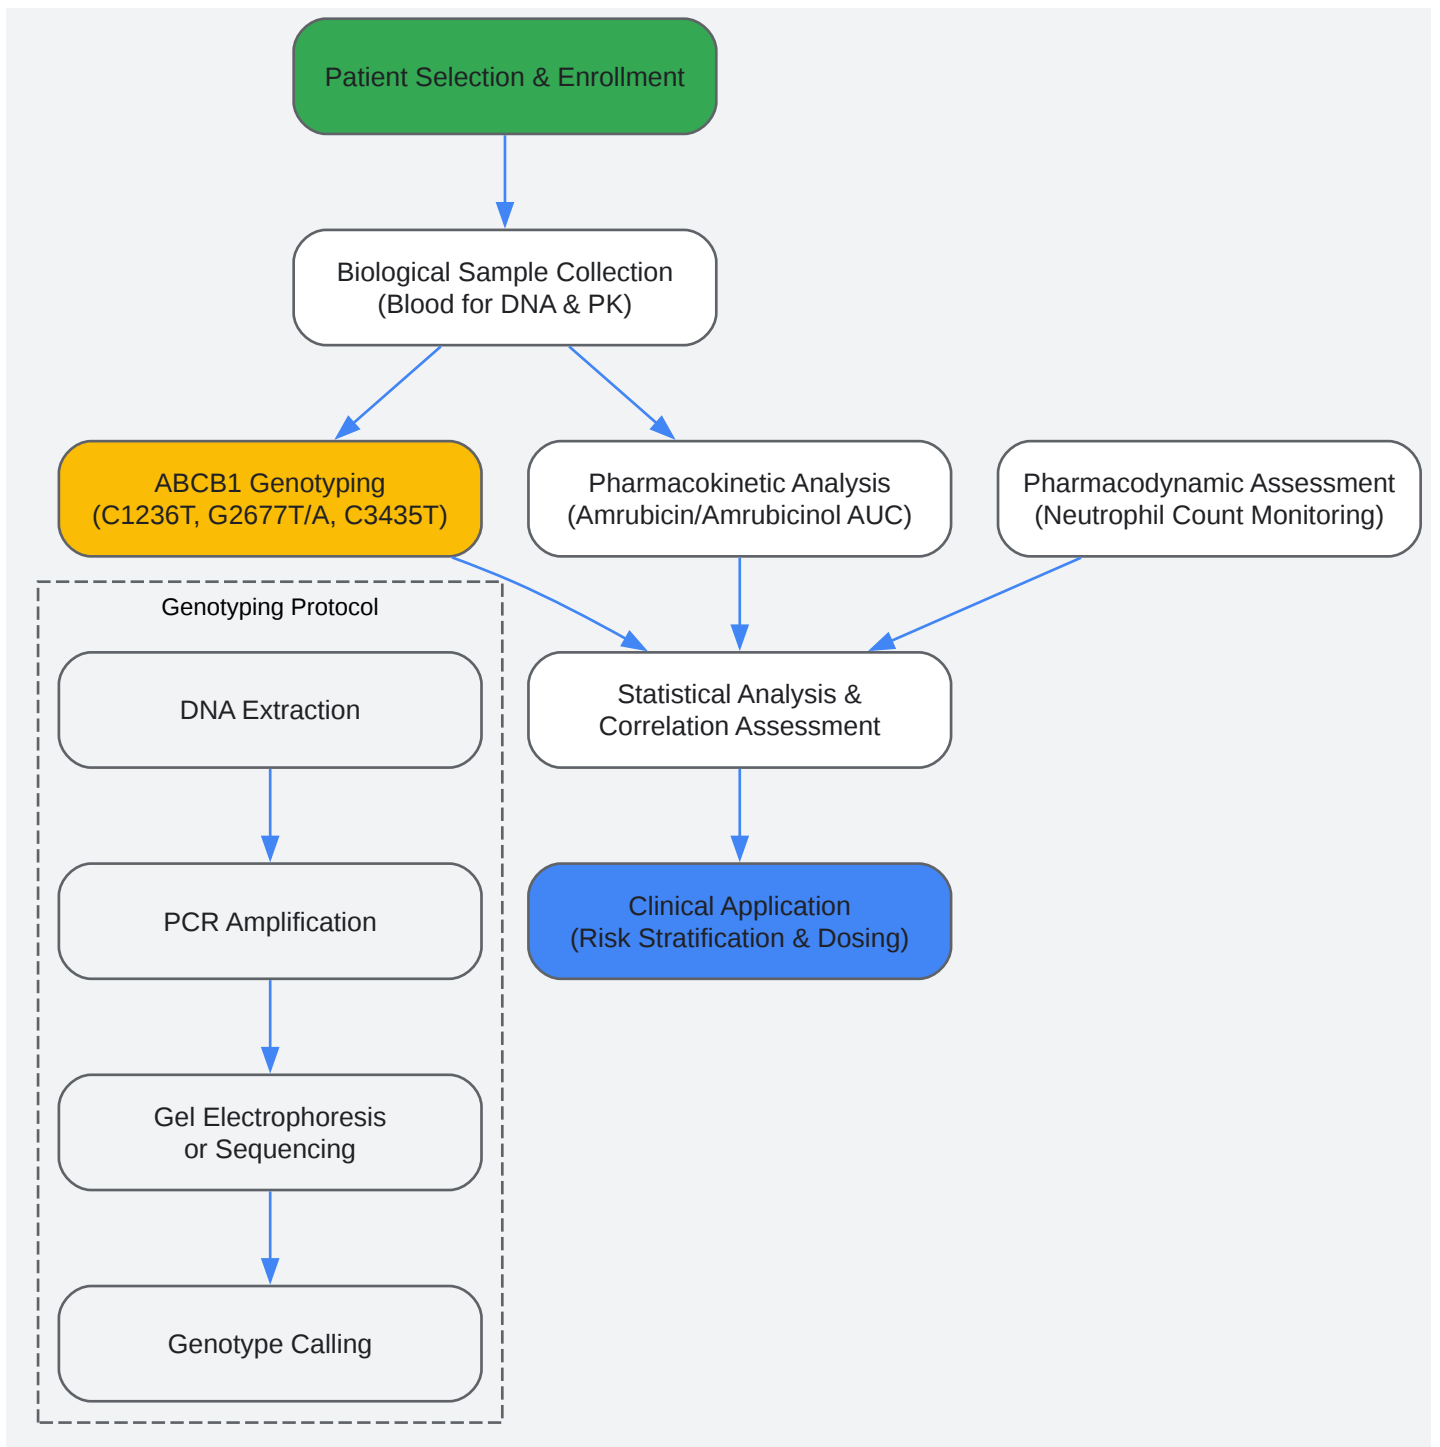 Patient Selection & Enrollment
Biological Sample Collection
(Blood for DNA & PK)
ABCB1 Genotyping
(C1236T, G2677T/A, C3435T)
Pharmacokinetic Analysis
(Amrubicin/Amrubicinol AUC)
Pharmacodynamic Assessment
(Neutrophil Count Monitoring)
Genotyping Protocol
DNA Extraction
Statistical Analysis &
Correlation Assessment
PCR Amplification
Clinical Application
(Risk Stratification & Dosing)
Gel Electrophoresis
or Sequencing
Genotype Calling